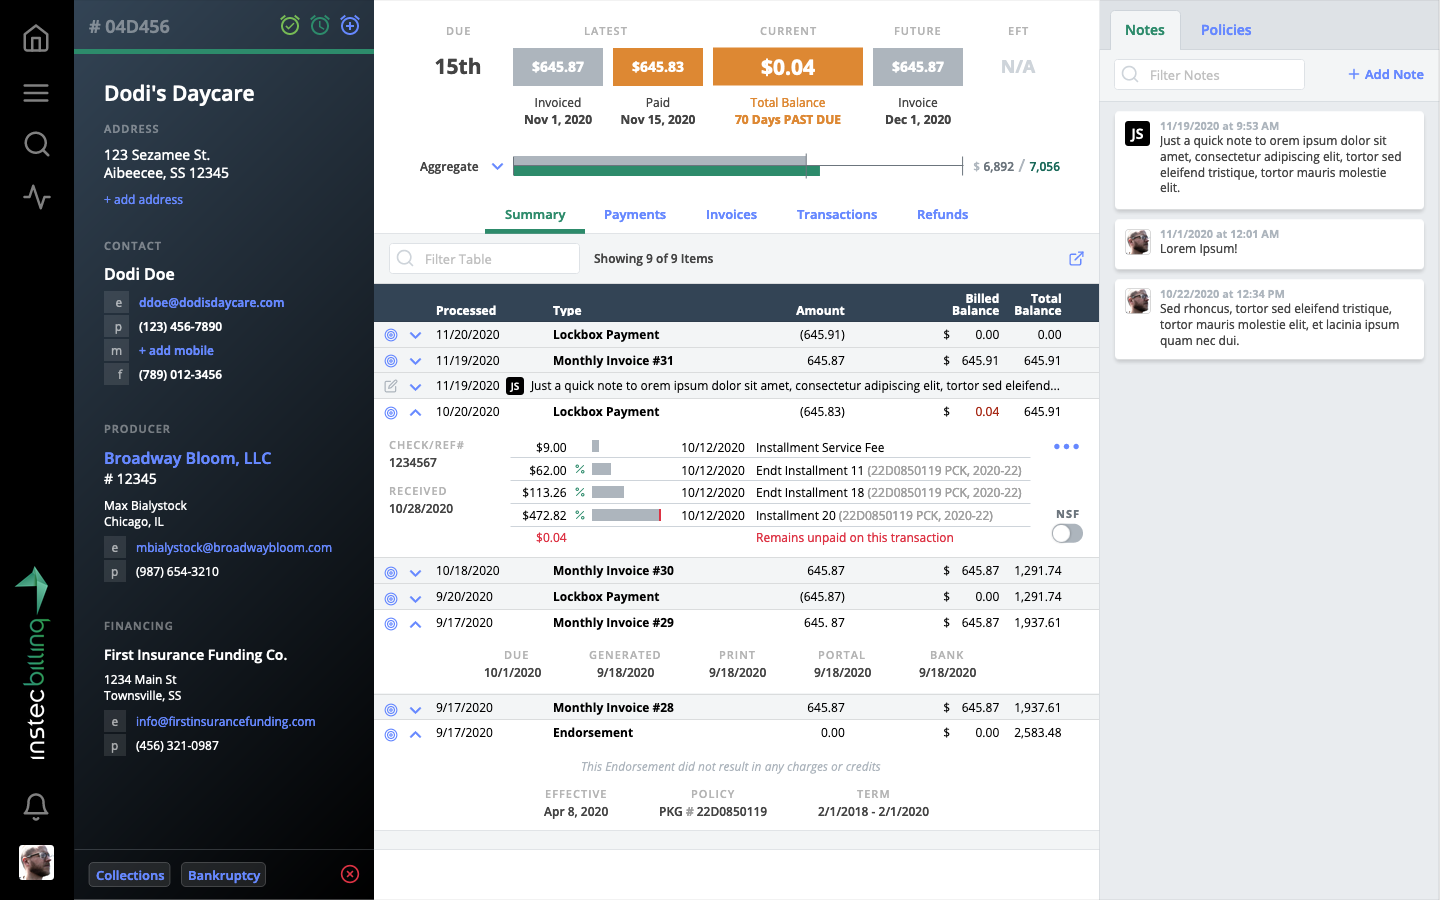 # 04D456
Dodi's Daycare
ADDRESS
123 Sezamee St.
Aibeecee, SS 12345
+ add address
CONTACT
Dodi Doe
e ddoe@dodisdaycare.com
p (123) 456-7890
m + add mobile
f (789) 012-3456
PRODUCER
Broadway Bloom, LLC
# 12345
Max Bialystock
Chicago, IL
e mbialystock@broadwaybloom.com
p (987) 654-3210
FINANCING
First Insurance Funding Co.
1234 Main St
Townsville, SS
e info@firstinsurancefunding.com
p (456) 321-0987
Collections Bankruptcy
instec billing
DUE LATEST CURRENT FUTURE EFT
15th $645.87 $645.83 $0.04 $645.87 N/A
Invoiced Paid Total Balance Invoice
Nov 1, 2020 Nov 15, 2020 70 Days PAST DUE Dec 1, 2020
Aggregate $ 6,892 / 7,056
Summary Payments Invoices Transactions Refunds
Filter Table Showing 9 of 9 Items
Processed Type Amount Billed Balance Total Balance
11/20/2020 Lockbox Payment (645.91) $ 0.00 0.00
11/19/2020 Monthly Invoice #31 645.87 $ 645.91 645.91
11/19/2020 JS Just a quick note to orem ipsum dolor sit amet, consectetur adipiscing elit, tortor sed eleifend...
10/20/2020 Lockbox Payment (645.83) $ 0.04 645.91
CHECK/REF#
1234567
RECEIVED
10/28/2020
$9.00 10/12/2020 Installment Service Fee
$62.00 % 10/12/2020 Endt Installment 11 (22D0850119 PCK, 2020-22)
$113.26 % 10/12/2020 Endt Installment 18 (22D0850119 PCK, 2020-22)
$472.82 % 10/12/2020 Installment 20 (22D0850119 PCK, 2020-22)
$0.04 Remains unpaid on this transaction
NSF
10/18/2020 Monthly Invoice #30 645.87 $ 645.87 1,291.74
9/20/2020 Lockbox Payment (645.87) $ 0.00 1,291.74
9/17/2020 Monthly Invoice #29 645. 87 $ 645.87 1,937.61
DUE GENERATED PRINT PORTAL BANK
10/1/2020 9/18/2020 9/18/2020 9/18/2020 9/18/2020
9/17/2020 Monthly Invoice #28 645.87 $ 645.87 1,937.61
9/17/2020 Endorsement 0.00 $ 0.00 2,583.48
This Endorsement did not result in any charges or credits
EFFECTIVE POLICY TERM
Apr 8, 2020 PKG # 22D0850119 2/1/2018 - 2/1/2020
Notes Policies
Filter Notes + Add Note
JS
11/19/2020 at 9:53 AM
Just a quick note to orem ipsum dolor sit
amet, consectetur adipiscing elit, tortor sed
eleifend tristique, tortor mauris molestie
elit.
11/1/2020 at 12:01 AM
Lorem Ipsum!
10/22/2020 at 12:34 PM
Sed rhoncus, tortor sed eleifend tristique,
tortor mauris molestie elit, et lacinia ipsum
quam nec dui.